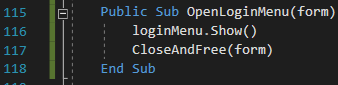 115 Public Sub OpenLoginMenu(form)
116 loginMenu.Show()
117 CloseAndFree(form)
118 End Sub